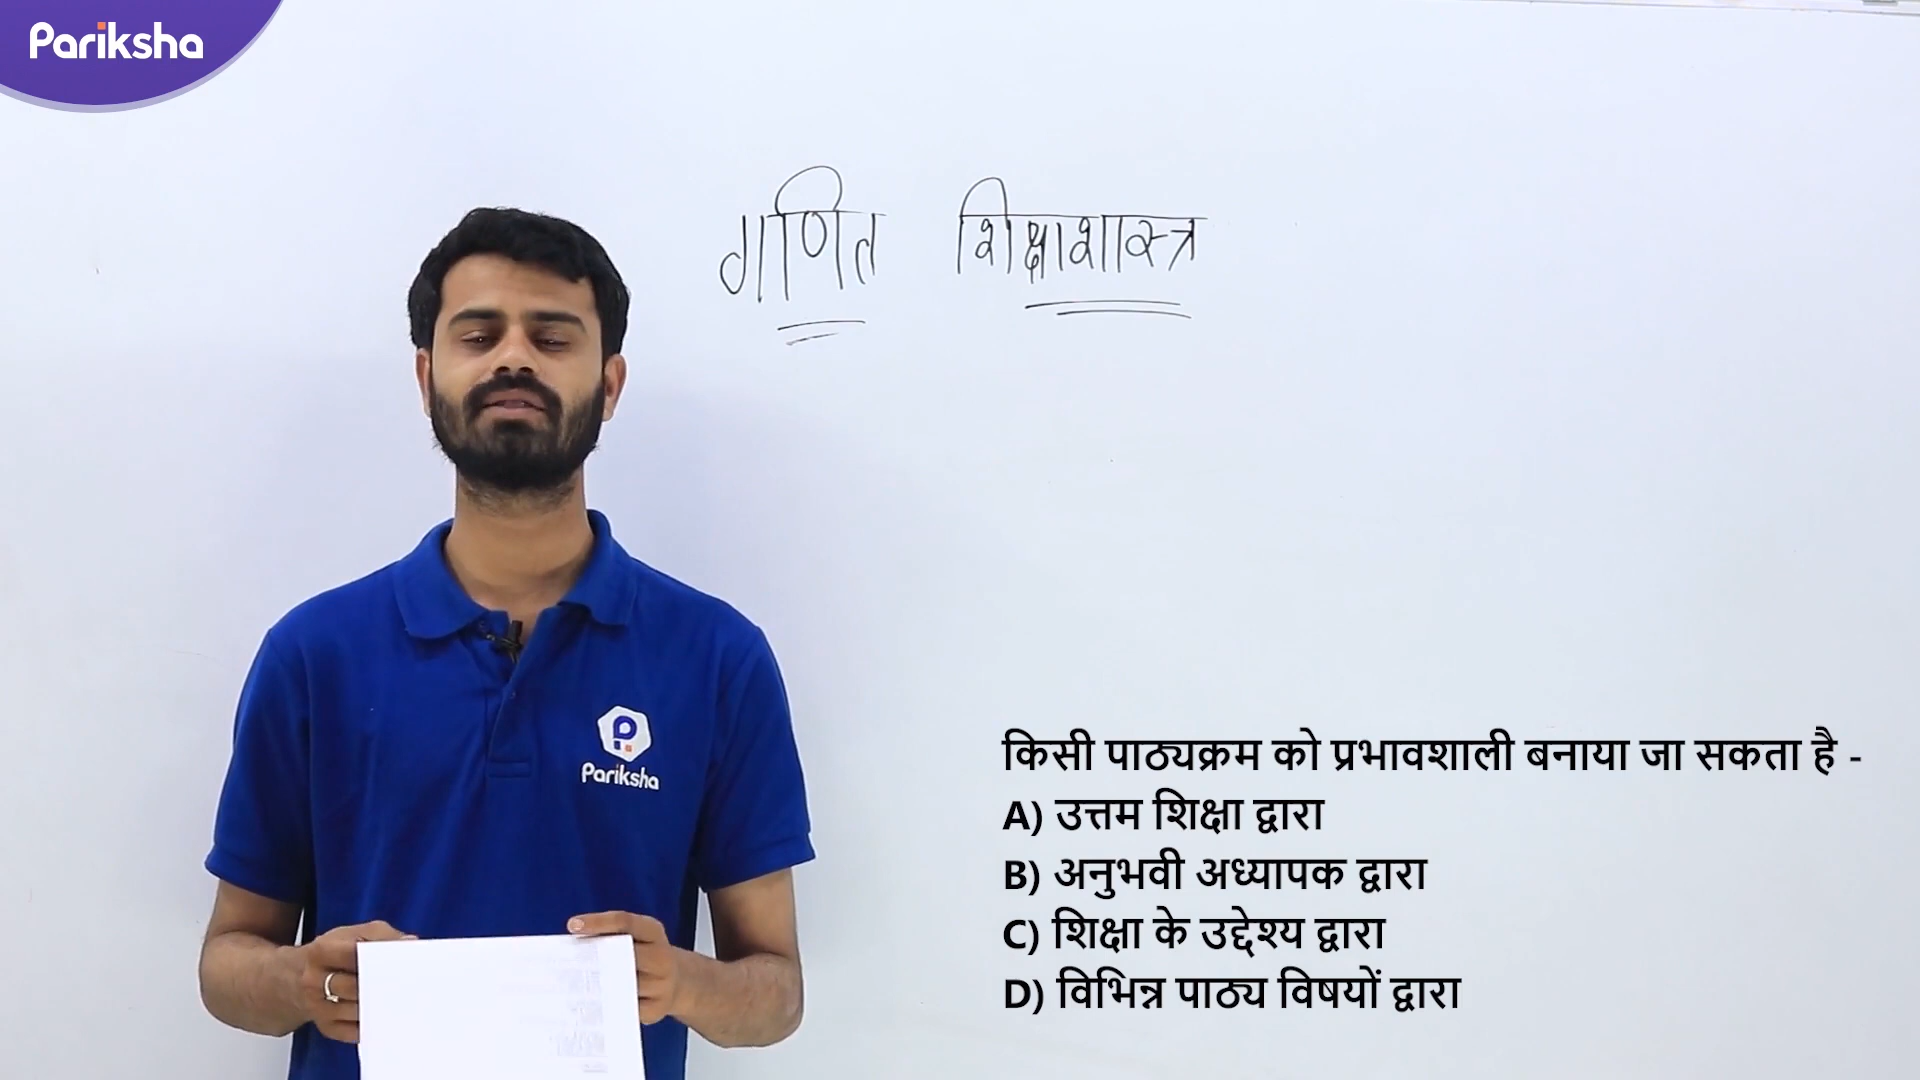 Pariksha
गणित शिक्षाशास्त्र
Pariksha
किसी पाठ्यक्रम को प्रभावशाली बनाया जा सकता है -
A) उत्तम शिक्षा द्वारा
B) अनुभवी अध्यापक द्वारा
C) शिक्षा के उद्देश्य द्वारा
D) विभिन्न पाठ्य विषयों द्वारा